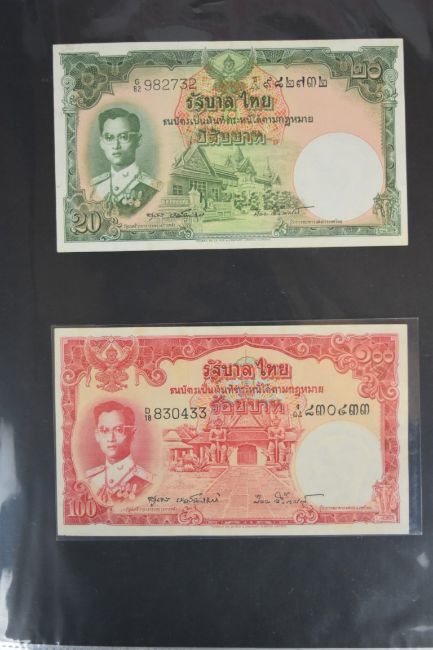 G/82 982732 ๙๘๒๗๓๒ ๒๐
รัฐบาลไทย
ธนบัตรเป็นเงินที่ชำระหนี้ได้ตามกฎหมาย
ยี่สิบบาท
20
๑๐๐
รัฐบาลไทย
ธนบัตรเป็นเงินที่ชำระหนี้ได้ตามกฎหมาย
D/18 830433 ร้อยบาท ๘๓๐๔๓๓
100